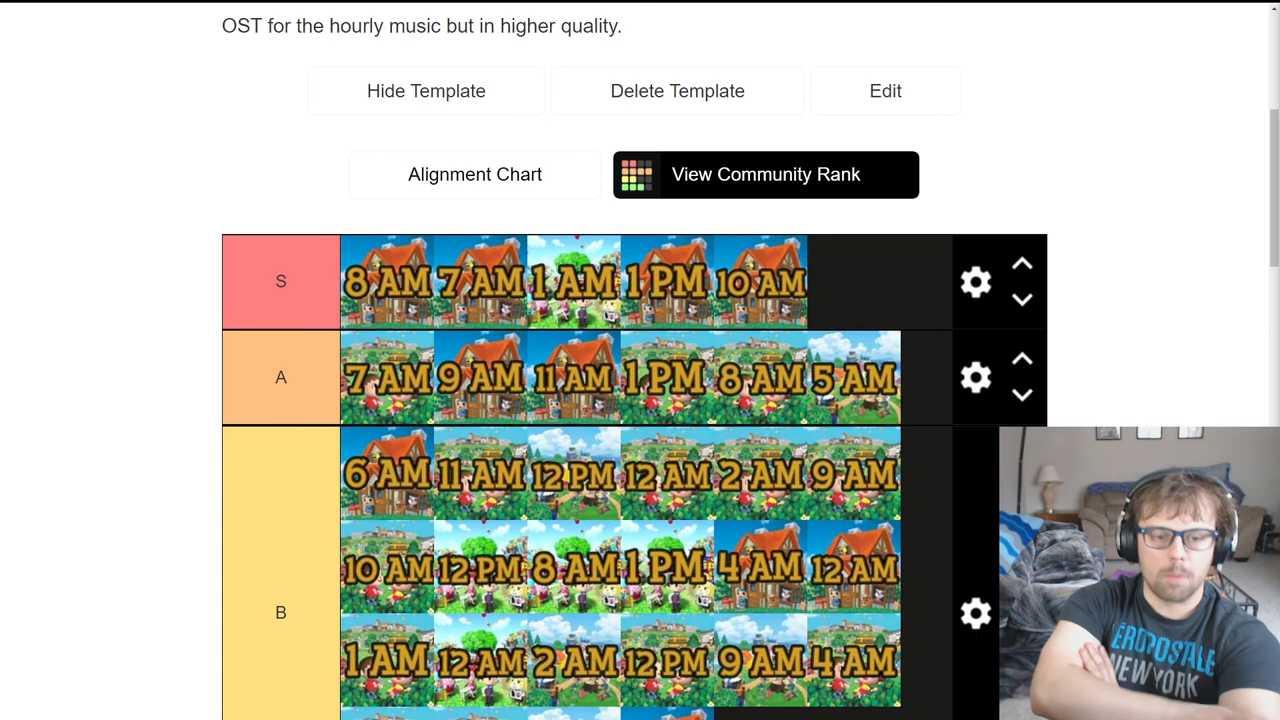 OST for the hourly music but in higher quality.
Hide Template Delete Template Edit
Alignment Chart View Community Rank
S 8 AM 7 AM 1 AM 1 PM 10 AM
A 7 AM 9 AM 11 AM 1 PM 8 AM 5 AM
6 AM 11 AM 12 PM 12 AM 2 AM 9 AM
10 AM 12 PM 8 AM 1 PM 4 AM 12 AM
B
1 AM 12 AM 2 AM 12 PM 9 AM 4 AM
AÉROPOSTALE
NEW YORK